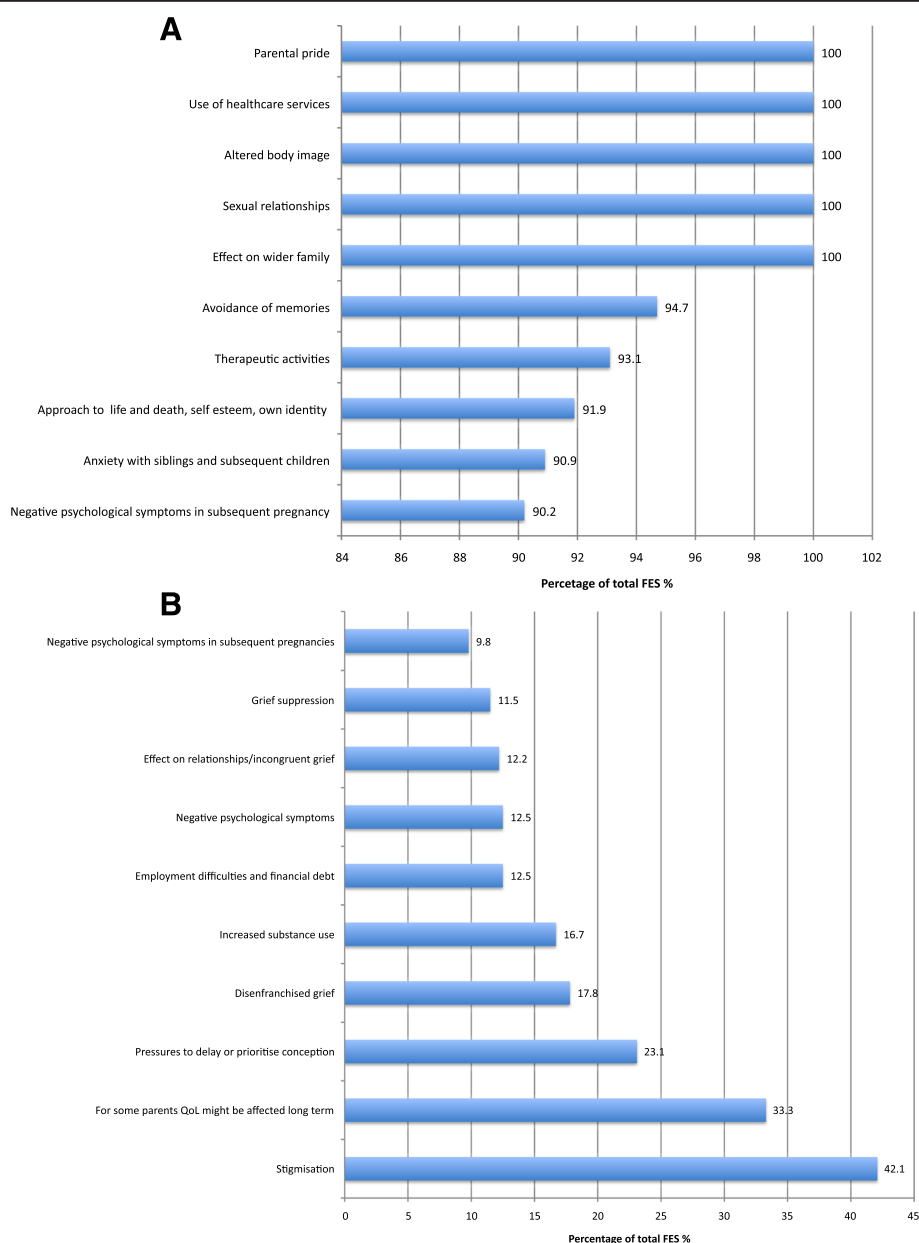 A
Parental pride 100
Use of healthcare services 100
Altered body image 100
Sexual relationships 100
Effect on wider family 100
Avoidance of memories 94.7
Therapeutic activities 93.1
Approach to life and death, self esteem, own identity 91.9
Anxiety with siblings and subsequent children 90.9
Negative psychological symptoms in subsequent pregnancy 90.2
84 86 88 90 92 94 96 98 100 102
Percetage of total FES %
B
Negative psychological symptoms in subsequent pregnancies 9.8
Grief suppression 11.5
Effect on relationships/incongruent grief 12.2
Negative psychological symptoms 12.5
Employment difficulties and financial debt 12.5
Increased substance use 16.7
Disenfranchised grief 17.8
Pressures to delay or prioritise conception 23.1
For some parents QoL might be affected long term 33.3
Stigmisation 42.1
0 5 10 15 20 25 30 35 40 45
Percentage of total FES %